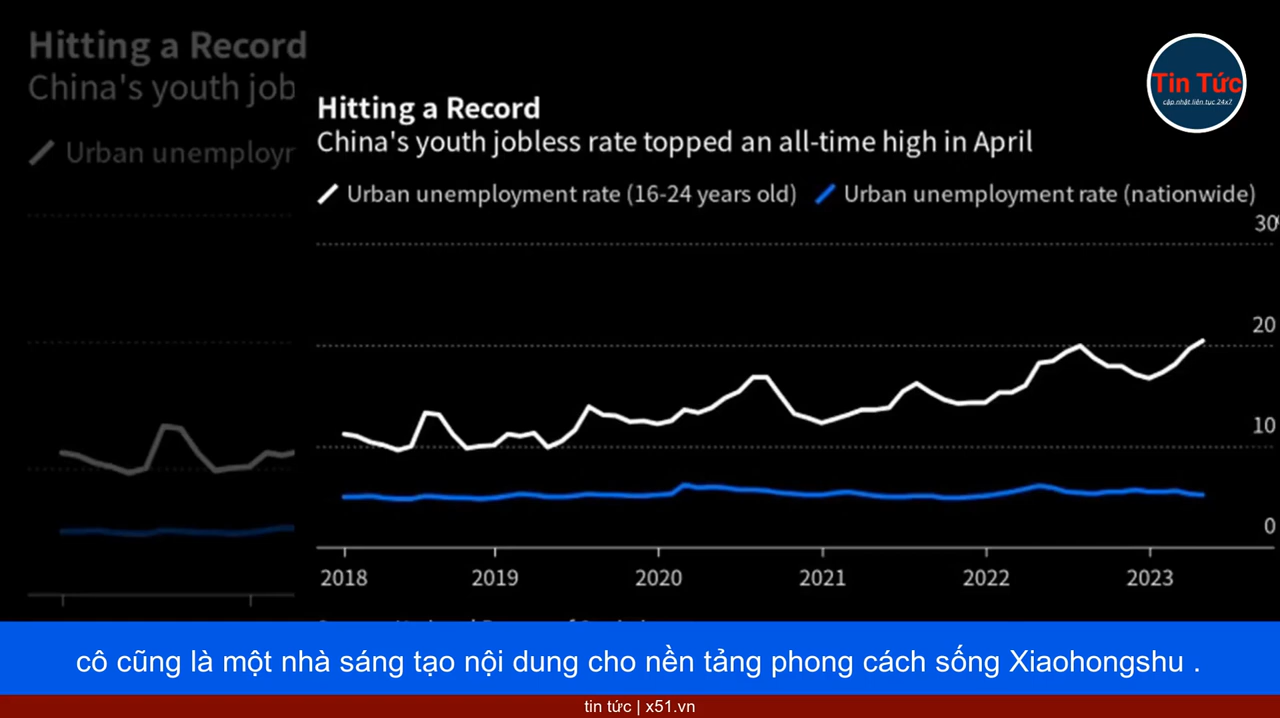 Hitting a Record
China's youth job
Urban unemployr
Tin Tức
cập nhật liên tục 24x7
Hitting a Record
China's youth jobless rate topped an all-time high in April
Urban unemployment rate (16-24 years old) Urban unemployment rate (nationwide)
30
20
10
0
2018 2019 2020 2021 2022 2023
cô cũng là một nhà sáng tạo nội dung cho nền tảng phong cách sống Xiaohongshu .
tin tức | x51.vn